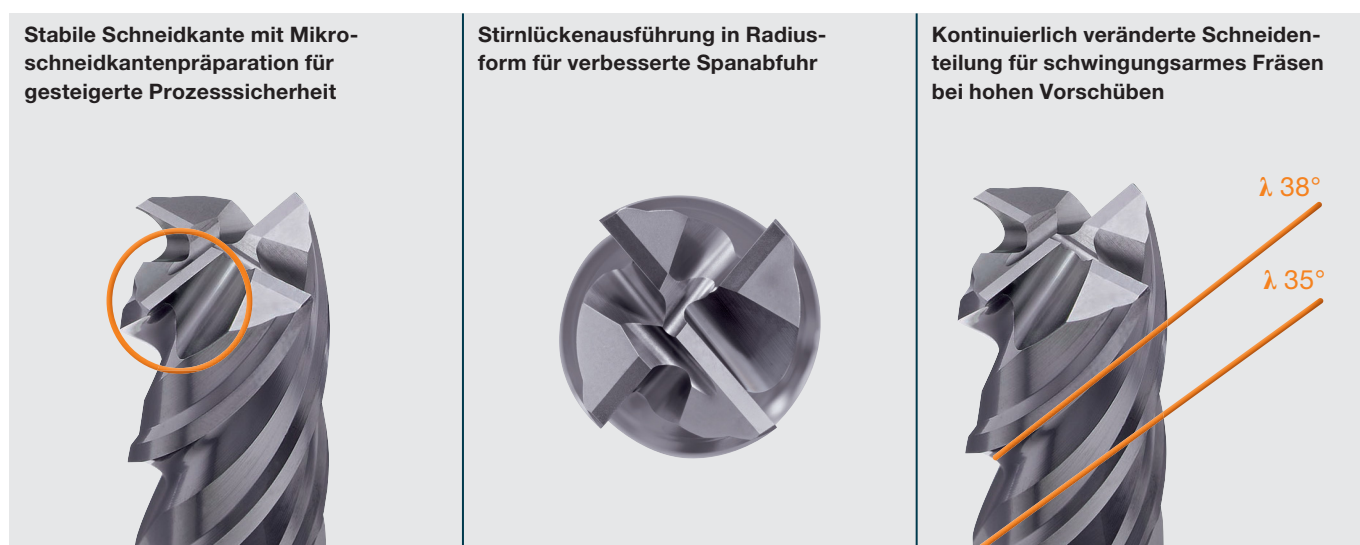 Stabile Schneidkante mit Mikro-
schneidkantenpräparation für
gesteigerte Prozesssicherheit
Stirnlückenausführung in Radius-
form für verbesserte Spanabfuhr
Kontinuierlich veränderte Schneiden-
teilung für schwingungsarmes Fräsen
bei hohen Vorschüben
λ 38°
λ 35°